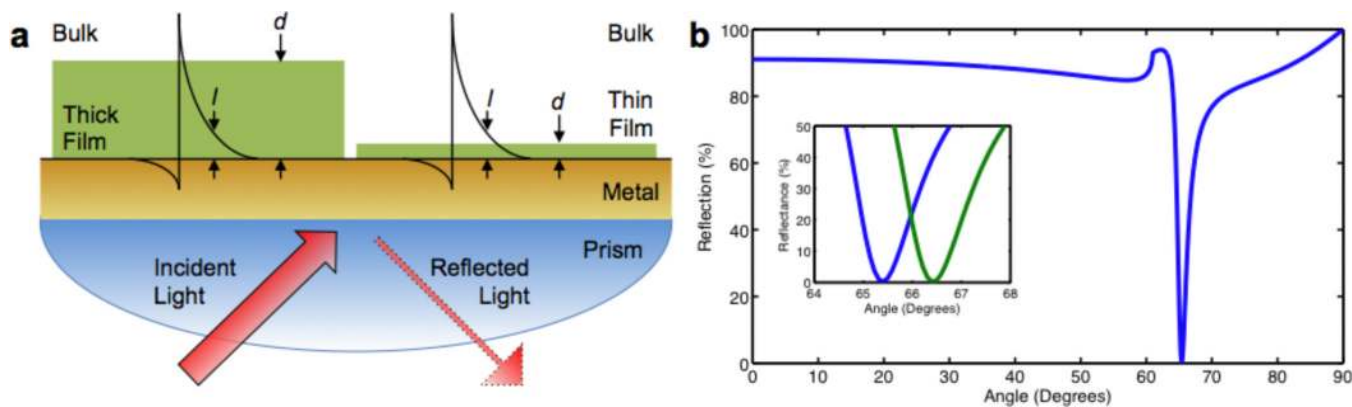 a
Bulk
d
Bulk
l
Thick
Film
l
d
Thin
Film
Metal
Prism
Incident
Light
Reflected
Light
b
100
80
60
40
20
0
Reflection (%)
0 10 20 30 40 50 60 70 80 90
Angle (Degrees)
50
40
30
20
10
0
Reflectance (%)
64 65 66 67 68
Angle (Degrees)